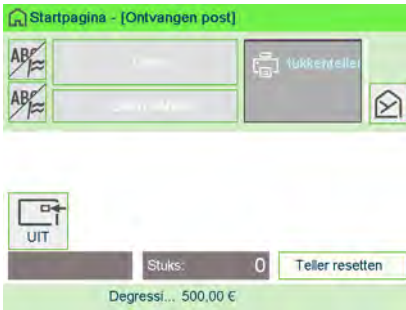 Startpagina - [Ontvangen post]
ABC
tukkenteller
ABC
UIT
Stuks: 0
Teller resetten
Degressi... 500,00 €